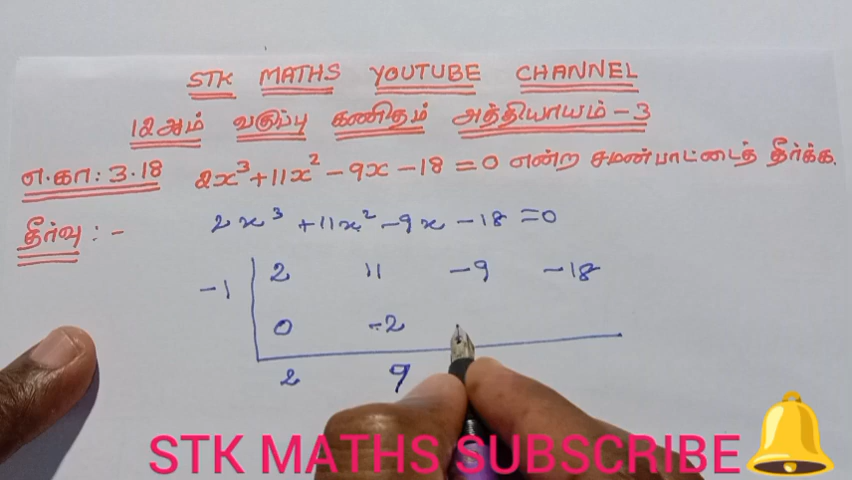 STK MATHS YOUTUBE CHANNEL
12ஆம் வகுப்பு கணிதம் அத்தியாயம் - 3
எ.கா: 3.18 2x³ + 11x² - 9x - 18 = 0 என்ற சமன்பாட்டைத் தீர்க்க.
தீர்வு : - 2x³ + 11x² - 9x - 18 = 0
-1 2 11 -9 -18
0 -2
2 9
STK MATHS SUBSCRIBE